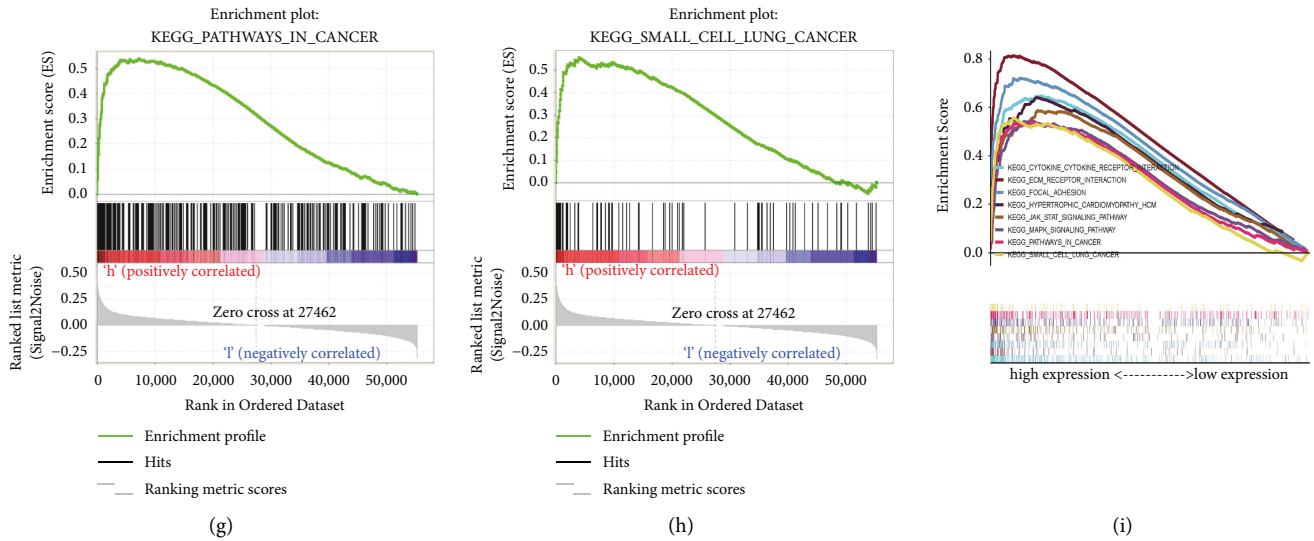 Enrichment plot:
KEGG_PATHWAYS_IN_CANCER
Enrichment score (ES)
0.5
0.4
0.3
0.2
0.1
0.0
Ranked list metric
(Signal2Noise)
0.50
0.25
0.00
−0.25
'h' (positively correlated)
Zero cross at 27462
'l' (negatively correlated)
0 10,000 20,000 30,000 40,000 50,000
Rank in Ordered Dataset
Enrichment profile
Hits
Ranking metric scores
(g)
Enrichment plot:
KEGG_SMALL_CELL_LUNG_CANCER
Enrichment score (ES)
0.5
0.4
0.3
0.2
0.1
0.0
Ranked list metric
(Signal2Noise)
0.50
0.25
0.00
−0.25
'h' (positively correlated)
Zero cross at 27462
'l' (negatively correlated)
0 10,000 20,000 30,000 40,000 50,000
Rank in Ordered Dataset
Enrichment profile
Hits
Ranking metric scores
(h)
Enrichment Score
0.8
0.6
0.4
0.2
0.0
KEGG_CYTOKINE_CYTOKINE_RECEPTOR_INTERACTION
KEGG_ECM_RECEPTOR_INTERACTION
KEGG_FOCAL_ADHESION
KEGG_HYPERTROPHIC_CARDIOMYOPATHY_HCM
KEGG_JAK_STAT_SIGNALING_PATHWAY
KEGG_MAPK_SIGNALING_PATHWAY
KEGG_PATHWAYS_IN_CANCER
KEGG_SMALL_CELL_LUNG_CANCER
high expression <----------->low expression
(i)